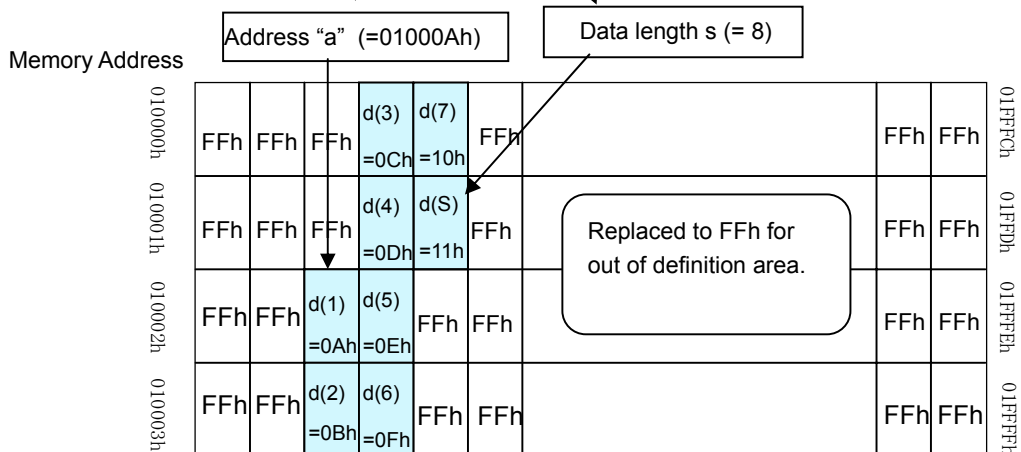 Address “a” (=01000Ah)
Data length s (= 8)
Memory Address
010000h
FFh FFh FFh d(3) =0Ch d(7) =10h FFh FFh FFh
01FFFCh
010001h
FFh FFh FFh d(4) =0Dh d(S) =11h FFh FFh FFh
01FFDh
Replaced to FFh for
out of definition area.
010002h
FFh FFh d(1) =0Ah d(5) =0Eh FFh FFh FFh FFh
01FFFEh
010003h
FFh FFh d(2) =0Bh d(6) =0Fh FFh FFh FFh FFh
01FFFFh